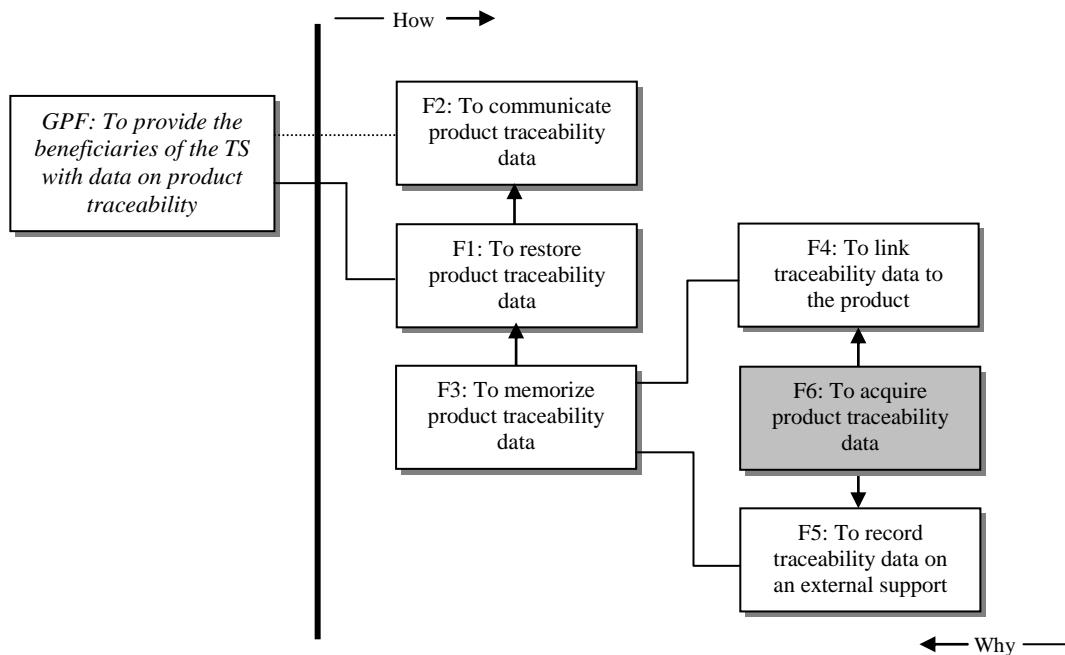 How
GPF: To provide the
beneficiaries of the TS
with data on product
traceability
F2: To communicate
product traceability
data
F1: To restore
product traceability
data
F3: To memorize
product traceability
data
F4: To link
traceability data to
the product
F6: To acquire
product traceability
data
F5: To record
traceability data on
an external support
Why